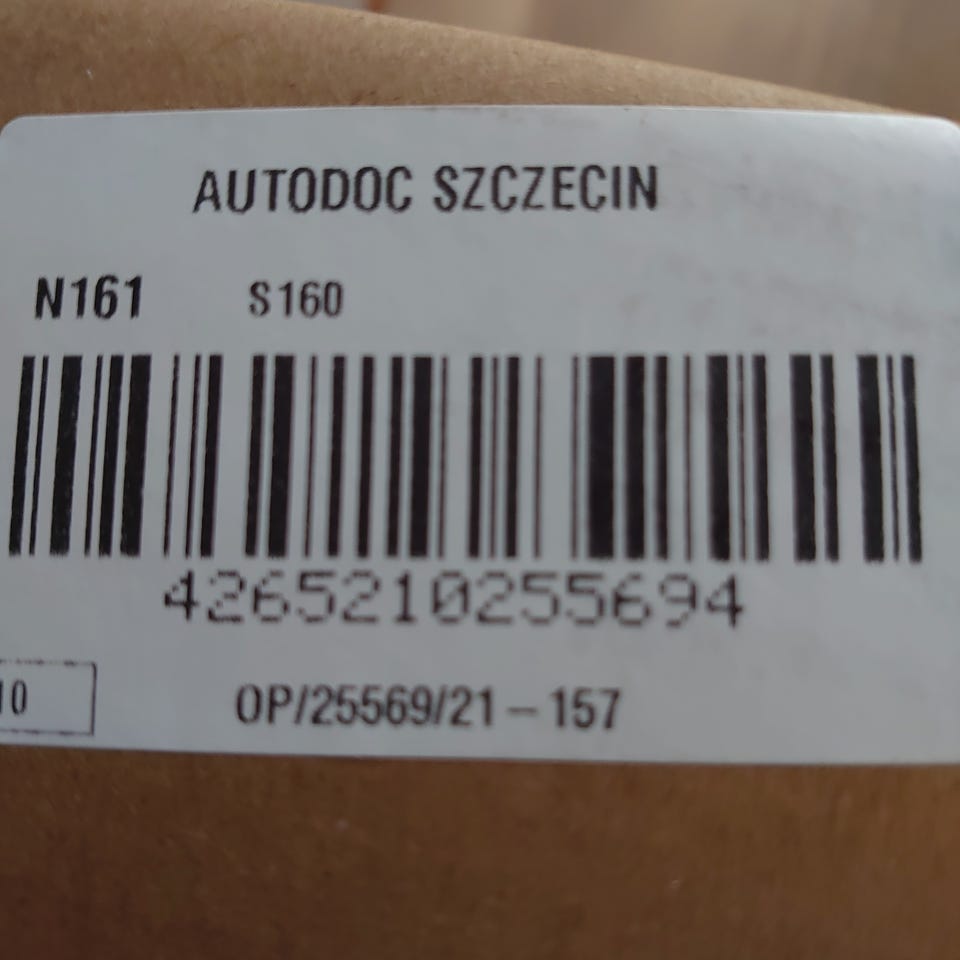 AUTODOC SZCZECIN
N161 S160
4265210255694
10
OP/25569/21 – 157